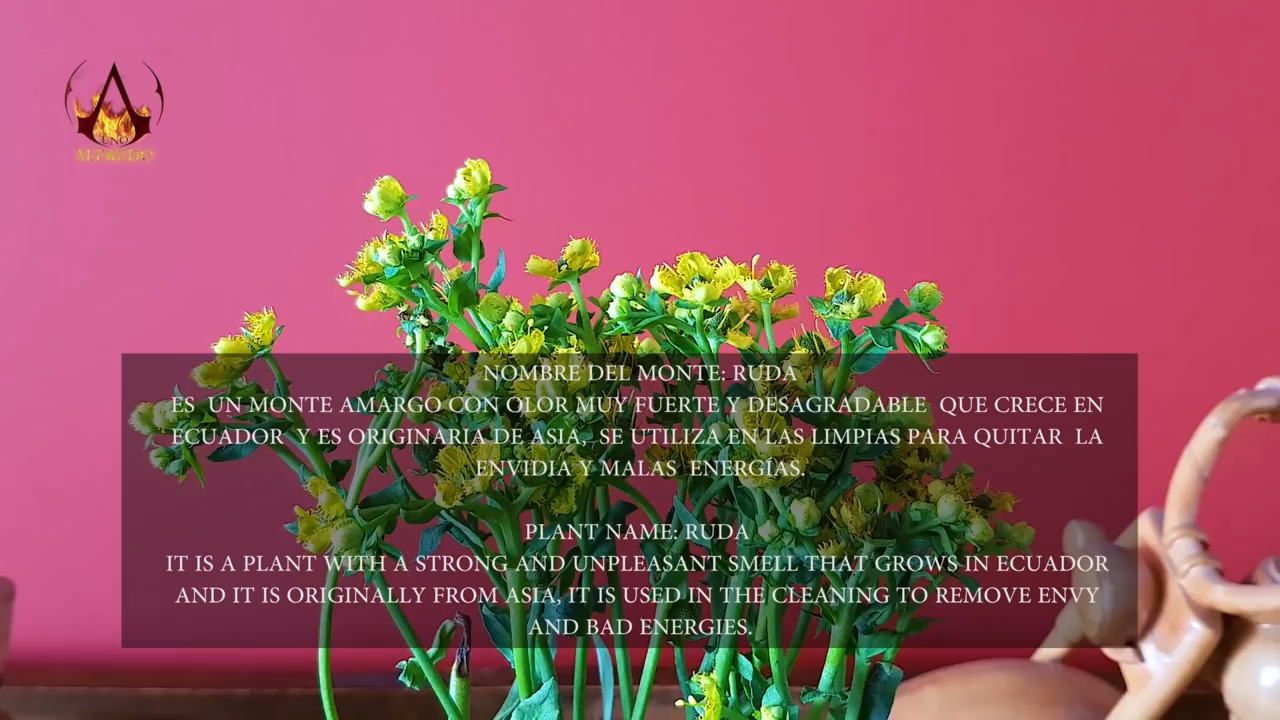 UNO
ALFREDO
NOMBRE DEL MONTE: RUDA
ES UN MONTE AMARGO CON OLOR MUY FUERTE Y DESAGRADABLE QUE CRECE EN
ECUADOR Y ES ORIGINARIA DE ASIA, SE UTILIZA EN LAS LIMPIAS PARA QUITAR LA
ENVIDIA Y MALAS ENERGÍAS.
PLANT NAME: RUDA
IT IS A PLANT WITH A STRONG AND UNPLEASANT SMELL THAT GROWS IN ECUADOR
AND IT IS ORIGINALLY FROM ASIA, IT IS USED IN THE CLEANING TO REMOVE ENVY
AND BAD ENERGIES.